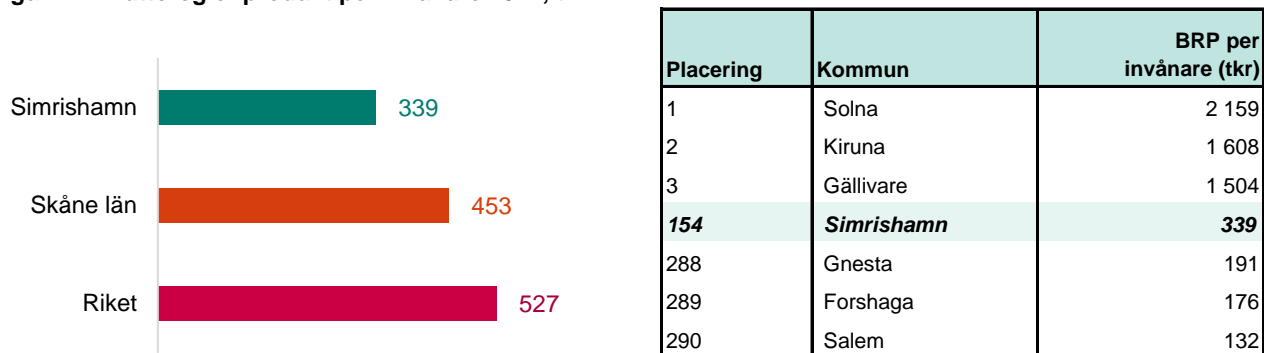 Simrishamn 339
Skåne län 453
Riket 527
Placering Kommun BRP per invånare (tkr)
1 Solna 2 159
2 Kiruna 1 608
3 Gällivare 1 504
154 Simrishamn 339
288 Gnesta 191
289 Forshaga 176
290 Salem 132